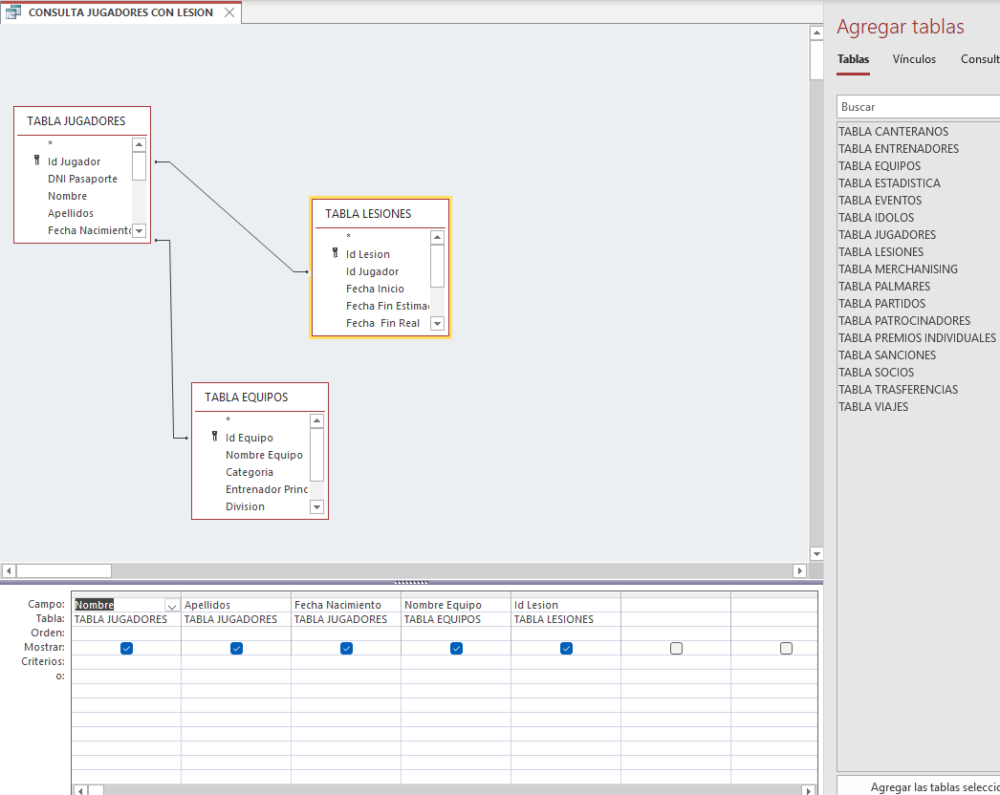 CONSULTA JUGADORES CON LESION
Agregar tablas
Tablas Vínculos Consult
Buscar
TABLA CANTERANOS
TABLA ENTRENADORES
TABLA EQUIPOS
TABLA ESTADISTICA
TABLA EVENTOS
TABLA IDOLOS
TABLA JUGADORES
TABLA LESIONES
TABLA MERCHANISING
TABLA PALMARES
TABLA PARTIDOS
TABLA PATROCINADORES
TABLA PREMIOS INDIVIDUALES
TABLA SANCIONES
TABLA SOCIOS
TABLA TRASFERENCIAS
TABLA VIAJES
Agregar las tablas selecci
TABLA JUGADORES
*
Id Jugador
DNI Pasaporte
Nombre
Apellidos
Fecha Nacimiento
TABLA LESIONES
*
Id Lesion
Id Jugador
Fecha Inicio
Fecha Fin Estima
Fecha Fin Real
TABLA EQUIPOS
*
Id Equipo
Nombre Equipo
Categoria
Entrenador Princ
Division
Campo: Nombre Apellidos Fecha Nacimiento Nombre Equipo Id Lesion
Tabla: TABLA JUGADORES TABLA JUGADORES TABLA JUGADORES TABLA EQUIPOS TABLA LESIONES
Orden:
Mostrar:
Criterios:
o: